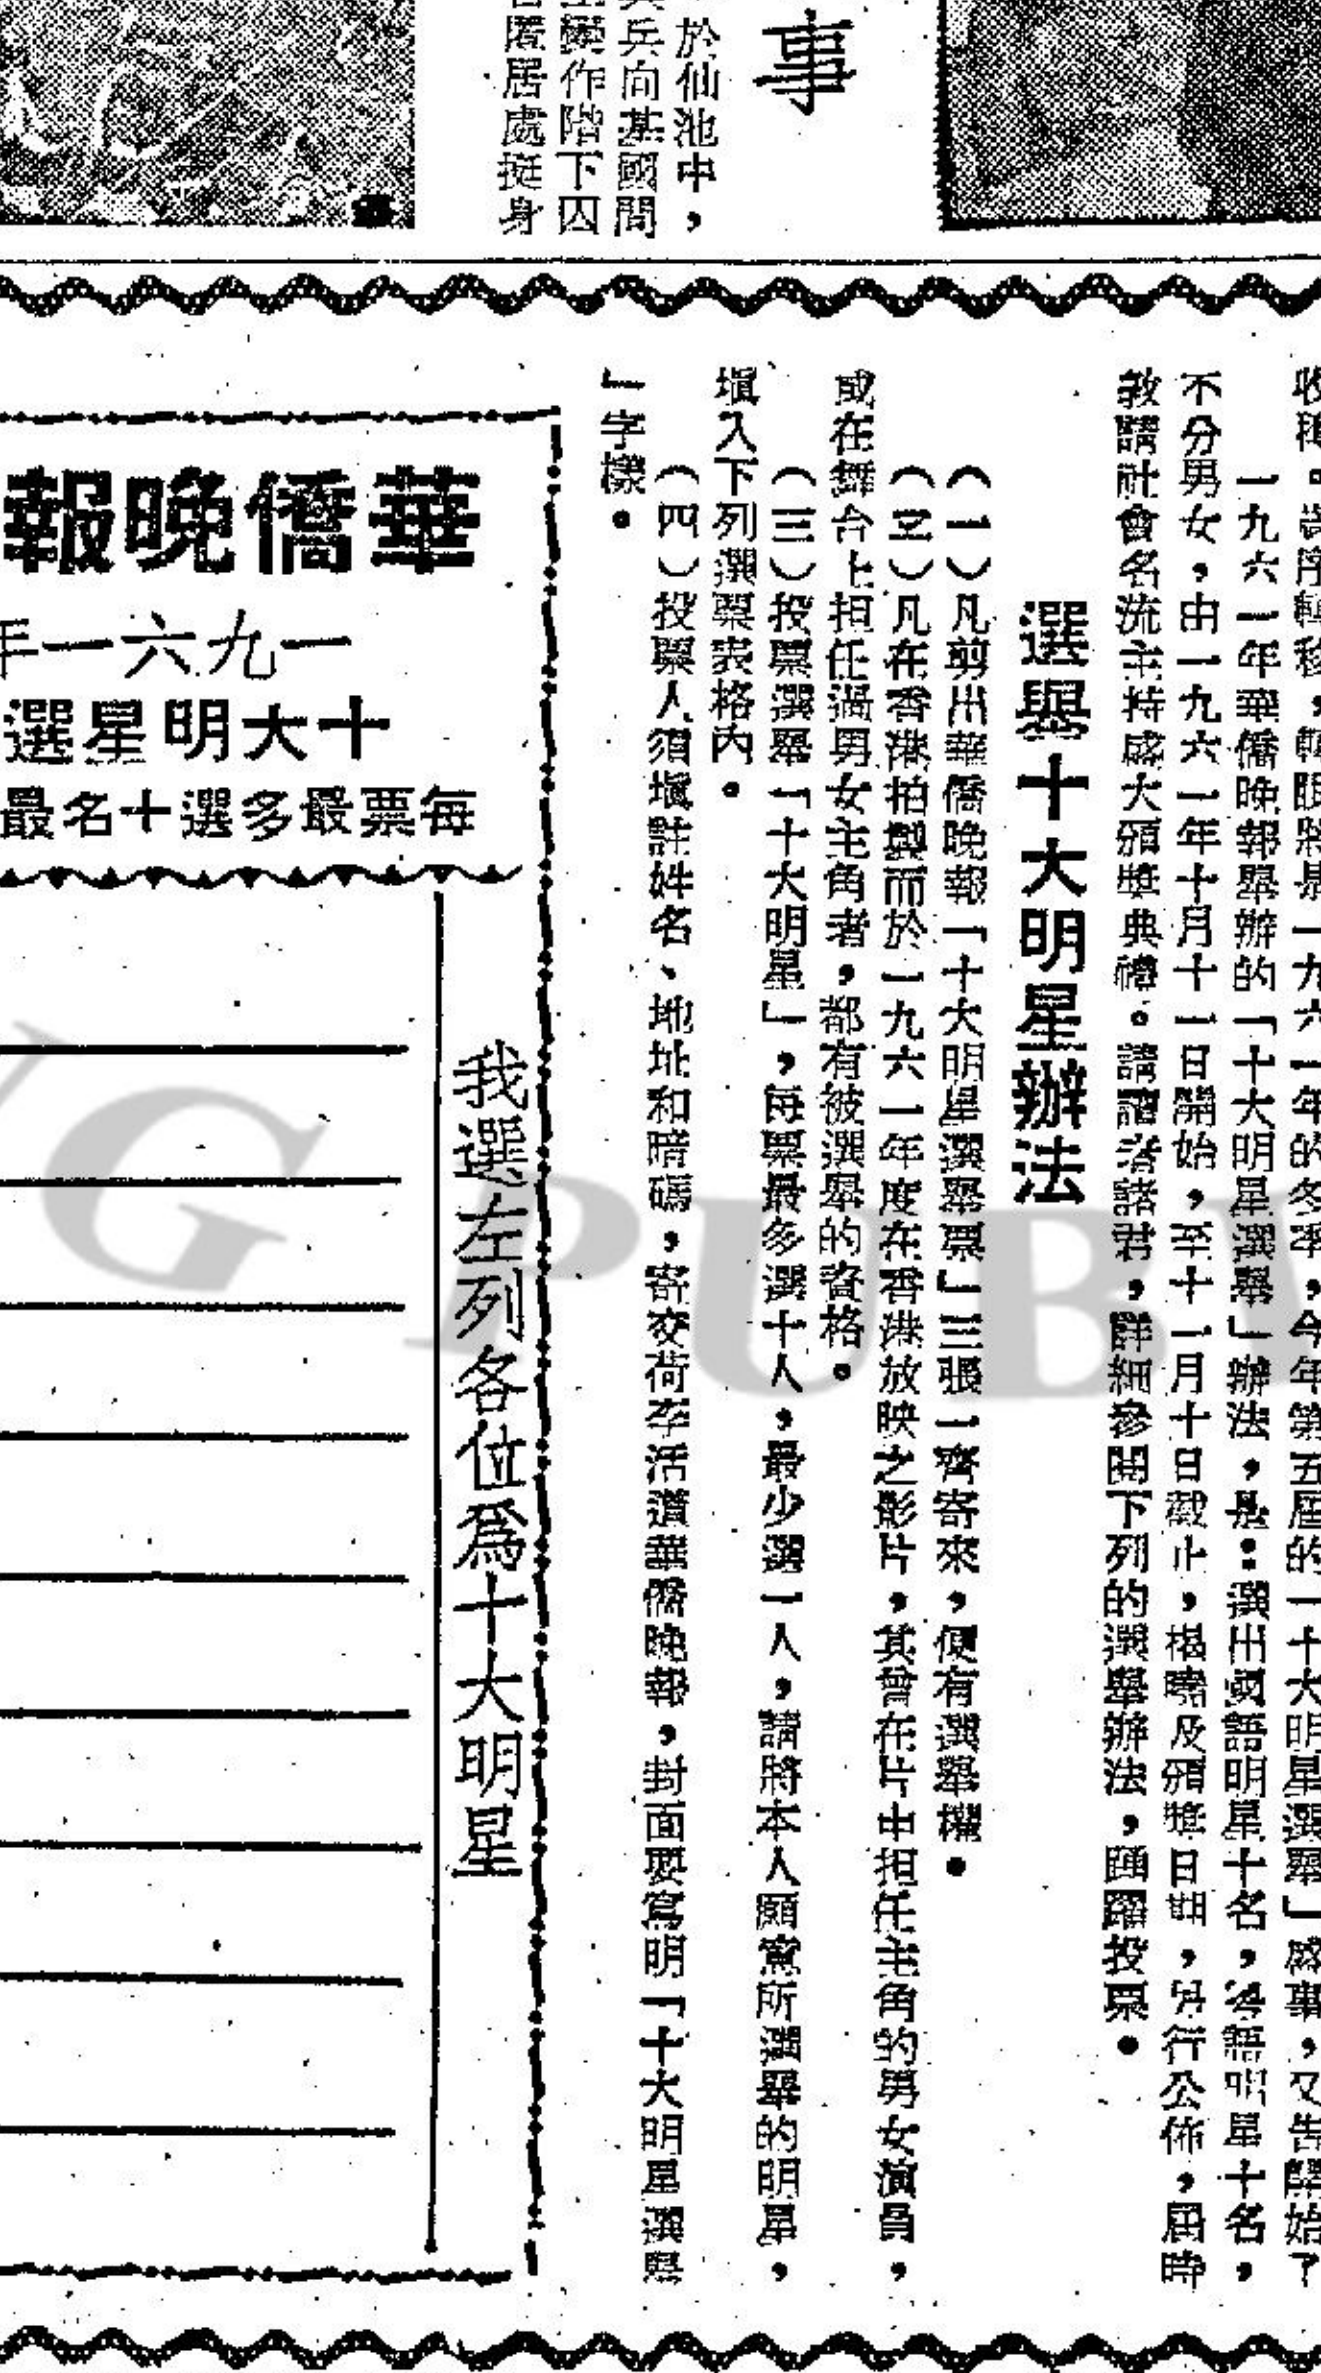 事
於仙池中，
兵向基國間
變作階下囚
匿居處挺身
序轉移，轉眼將是一九六一年的冬季，今年第五屆的「十大明星選舉」盛事，又告開始了
一九六一年華僑晚報舉辦的「十大明星選舉」辦法，是：選出國語明星十名，粵語明星十名，
不分男女，由一九六一年十月十一日開始，至十一月十日截止，揭曉及頒獎日期，另行公佈，屆時
敦請社會名流主持盛大頒獎典禮。請讀者諸君，詳細參閱下列的選舉辦法，踴躍投票。
選舉十大明星辦法
（一）凡剪出華僑晚報「十大明星選舉票」三張一齊寄來，便有選舉權。
（二）凡在香港拍製而於一九六一年度在香港放映之影片，其曾在片中担任主角的男女演員，
或在舞台上担任過男女主角者，都有被選舉的資格。
（三）投票選舉「十大明星」，每票最多選十人，最少選一人，請將本人願意所選舉的明星，
塡入下列選票表格內。
（四）投票人須塡註姓名、地址和暗碼，寄交荷李活道華僑晚報，封面要寫明「十大明星選舉
」字樣。
華僑晚報
一九六一年
十大明星選
每票最多選十名最
我選左列各位爲十大明星
PUBL